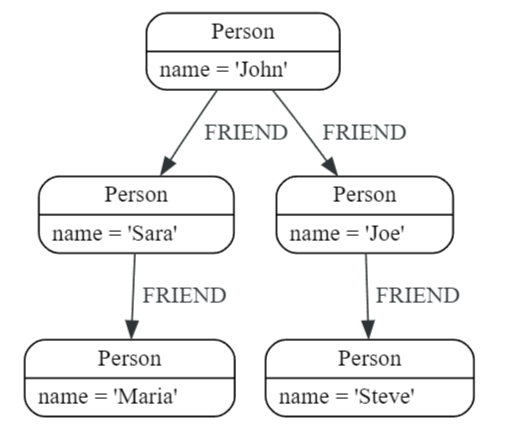 Person
name = 'John'
FRIEND
FRIEND
Person
name = 'Sara'
Person
name = 'Joe'
FRIEND
FRIEND
Person
name = 'Maria'
Person
name = 'Steve'